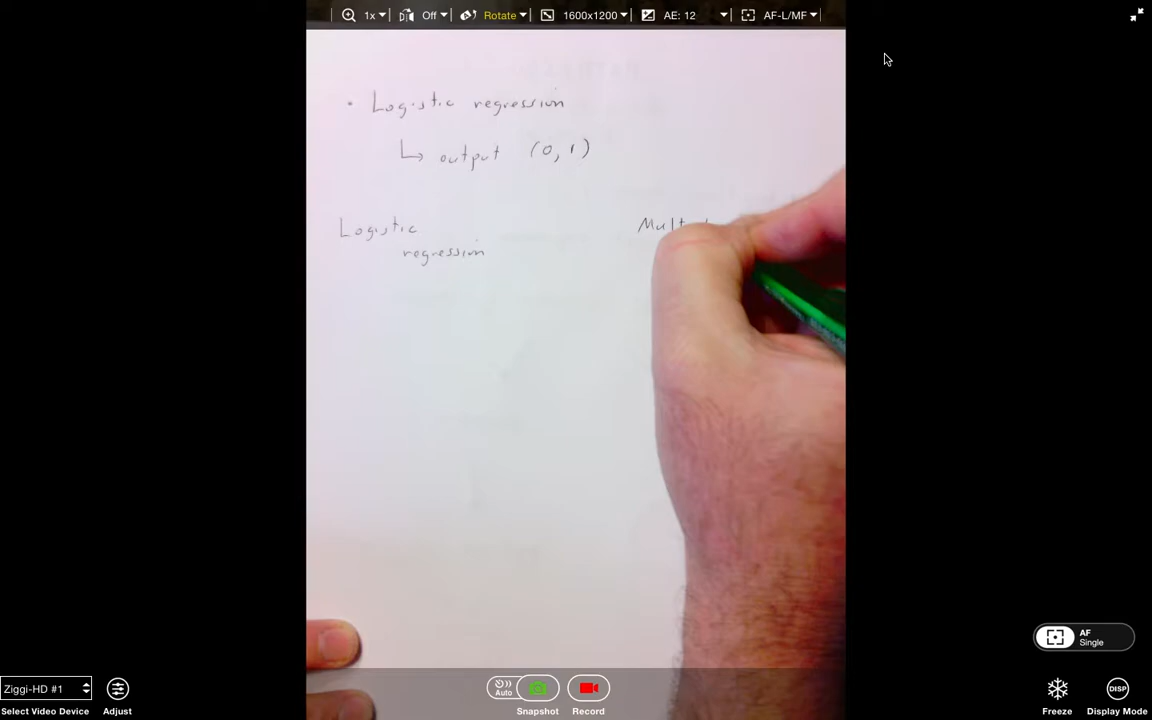 1x Off Rotate 1600x1200 AE: 12 AF-L/MF
• Logistic regression
↳ output (0, 1)
Logistic
regression
AF
Single
Ziggi-HD #1
Auto
Select Video Device Adjust Snapshot Record Freeze Display Mode
DISP